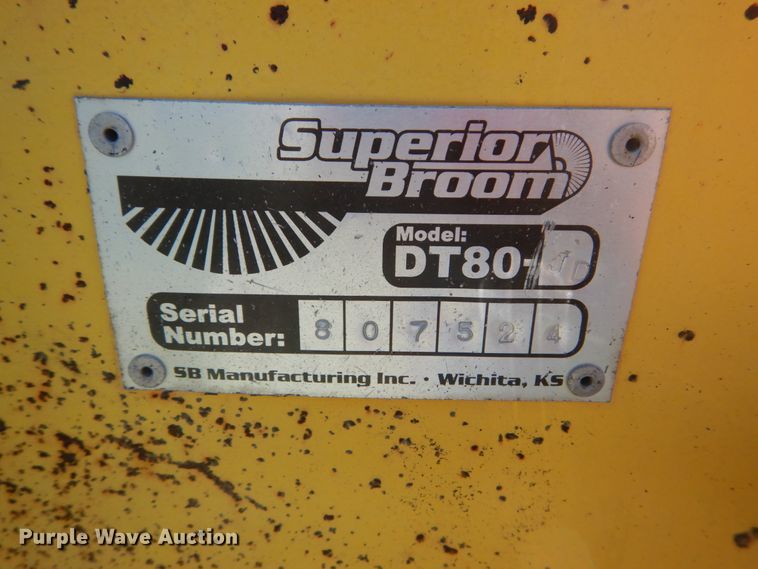 Superior
Broom
Model:
DT80-
Serial
Number: 8 0 7 5 2 4
SB Manufacturing Inc. · Wichita, KS
Purple Wave Auction